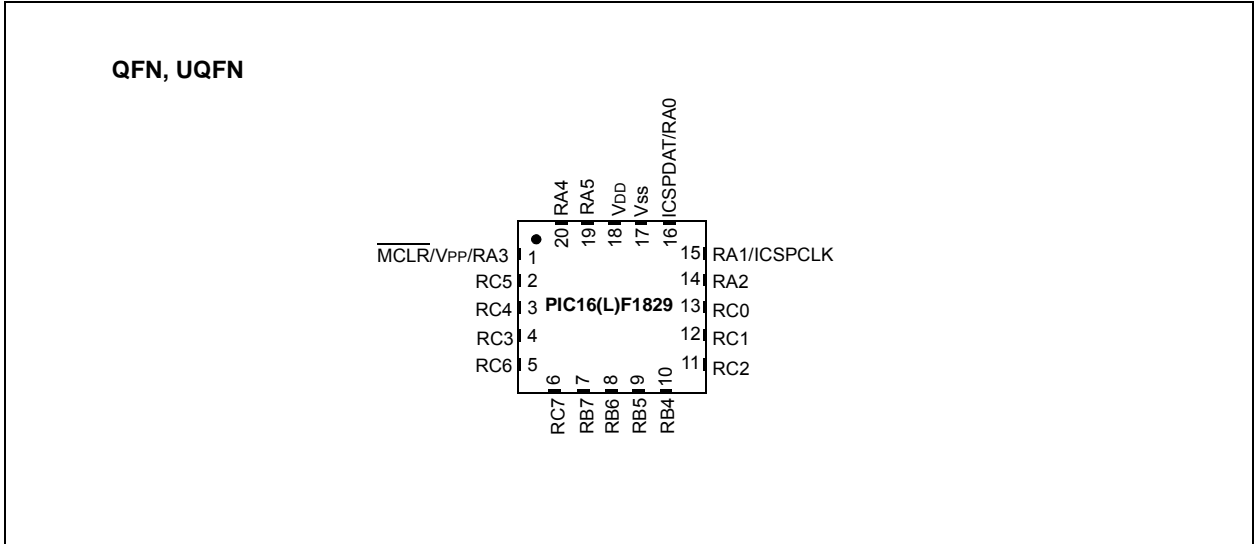 QFN, UQFN
20 RA4
19 RA5
18 VDD
17 Vss
16 ICSPDAT/RA0
MCLR/VPP/RA3 1
RC5 2
RC4 3
RC3 4
RC6 5
PIC16(L)F1829
15 RA1/ICSPCLK
14 RA2
13 RC0
12 RC1
11 RC2
RC7 6
RB7 7
RB6 8
RB5 9
RB4 10